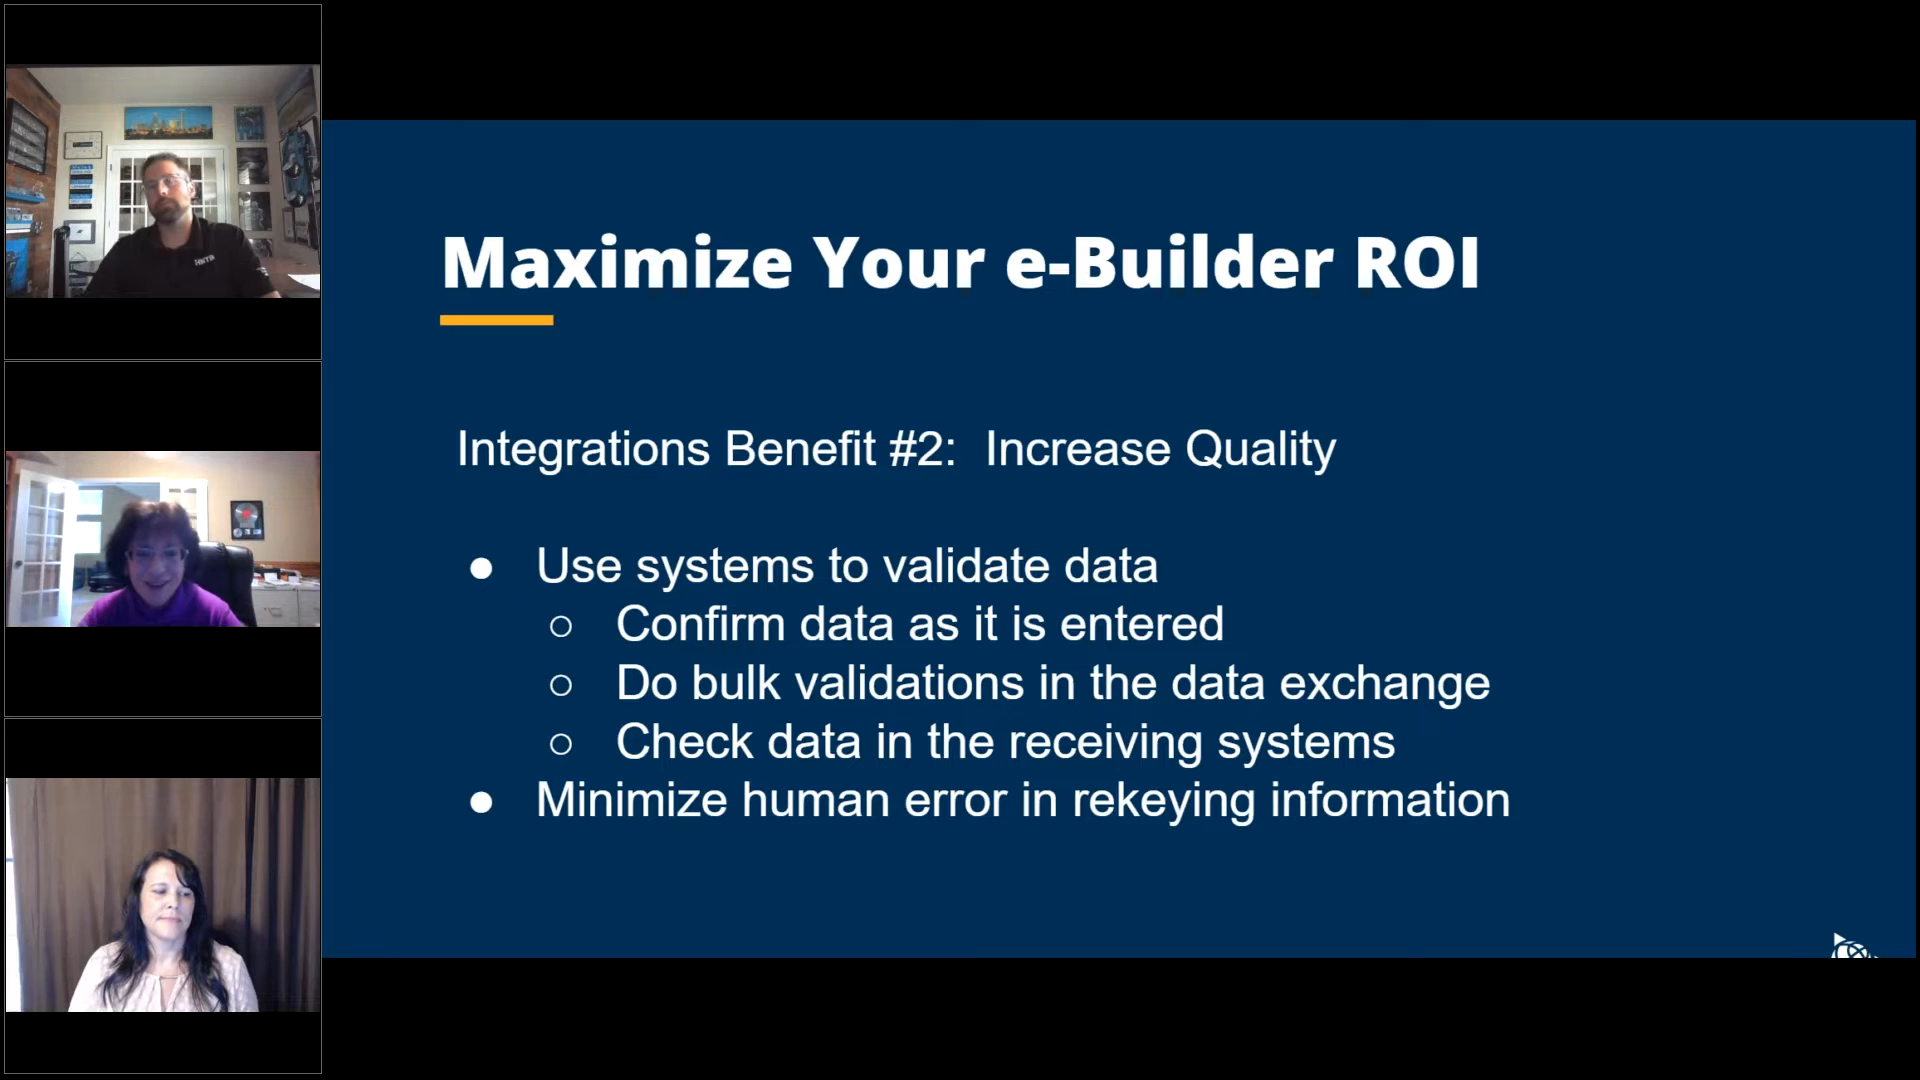 Maximize Your e-Builder ROI
Integrations Benefit #2:  Increase Quality
● Use systems to validate data
○ Confirm data as it is entered
○ Do bulk validations in the data exchange
○ Check data in the receiving systems
● Minimize human error in rekeying information
HNTB